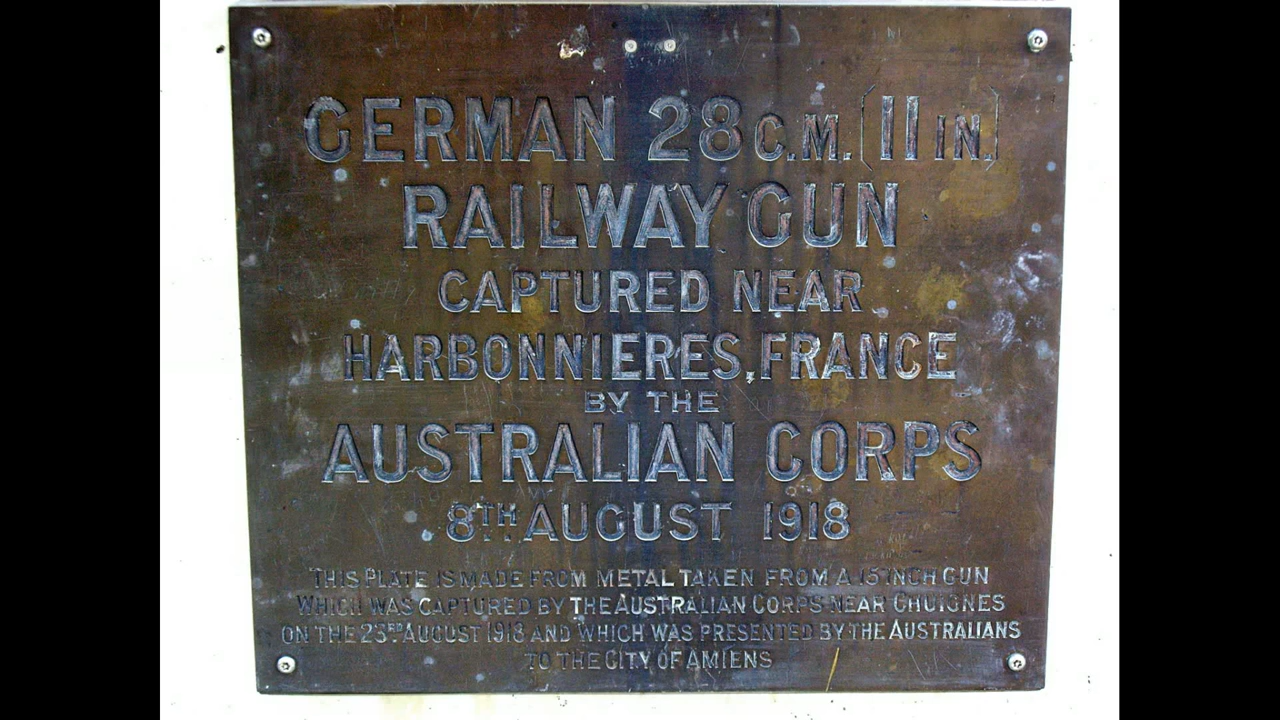 GERMAN 28 C.M. (11 IN.)
RAILWAY GUN
CAPTURED NEAR
HARBONNIERES, FRANCE
BY THE
AUSTRALIAN CORPS
8TH AUGUST 1918
THIS PLATE IS MADE FROM METAL TAKEN FROM A 15 INCH GUN
WHICH WAS CAPTURED BY THE AUSTRALIAN CORPS NEAR CHUIGNES
ON THE 23RD AUGUST 1918 AND WHICH WAS PRESENTED BY THE AUSTRALIANS
TO THE CITY OF AMIENS